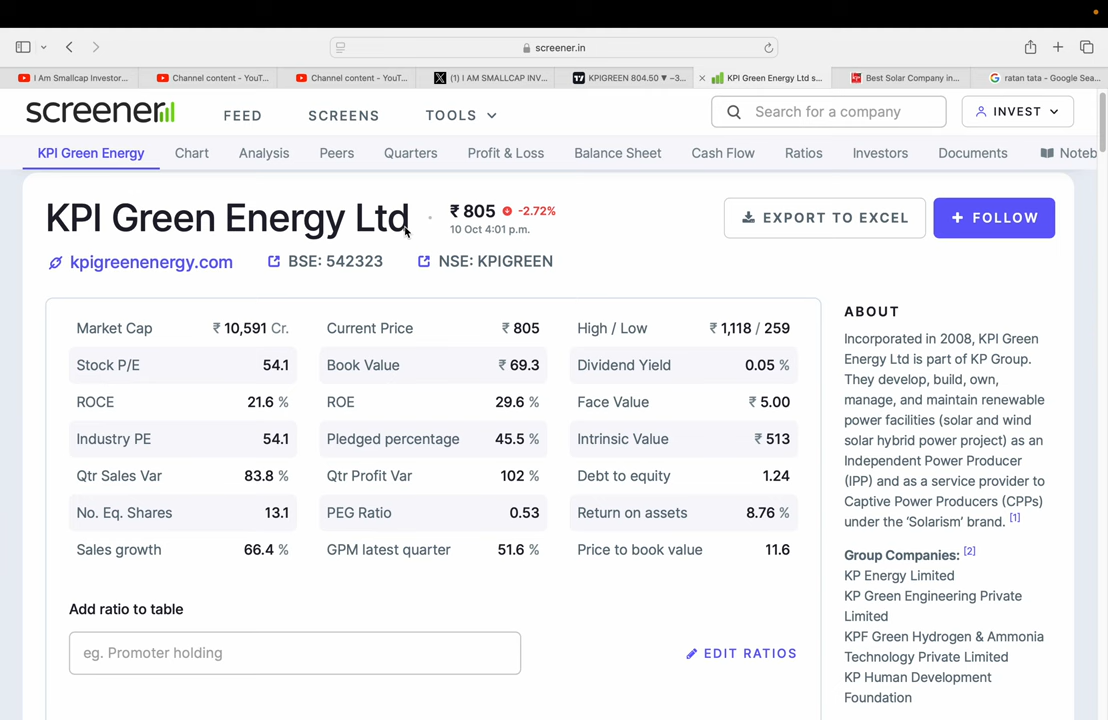 screener.in
I Am Smallcap Investor...
Channel content - YouT...
Channel content - YouT...
(1) I AM SMALLCAP INV...
KPIGREEN 804.50 ▼ −3...
KPI Green Energy Ltd s...
Best Solar Company in...
ratan tata - Google Sea...
screener
FEED
SCREENS
TOOLS
Search for a company
INVEST
KPI Green Energy
Chart
Analysis
Peers
Quarters
Profit & Loss
Balance Sheet
Cash Flow
Ratios
Investors
Documents
Noteb
KPI Green Energy Ltd
₹ 805 -2.72%
10 Oct 4:01 p.m.
EXPORT TO EXCEL
+ FOLLOW
kpigreenenergy.com
BSE: 542323
NSE: KPIGREEN
Market Cap ₹ 10,591 Cr.
Current Price ₹ 805
High / Low ₹ 1,118 / 259
Stock P/E 54.1
Book Value ₹ 69.3
Dividend Yield 0.05 %
ROCE 21.6 %
ROE 29.6 %
Face Value ₹ 5.00
Industry PE 54.1
Pledged percentage 45.5 %
Intrinsic Value ₹ 513
Qtr Sales Var 83.8 %
Qtr Profit Var 102 %
Debt to equity 1.24
No. Eq. Shares 13.1
PEG Ratio 0.53
Return on assets 8.76 %
Sales growth 66.4 %
GPM latest quarter 51.6 %
Price to book value 11.6
Add ratio to table
eg. Promoter holding
EDIT RATIOS
ABOUT
Incorporated in 2008, KPI Green
Energy Ltd is part of KP Group.
They develop, build, own,
manage, and maintain renewable
power facilities (solar and wind
solar hybrid power project) as an
Independent Power Producer
(IPP) and as a service provider to
Captive Power Producers (CPPs)
under the ‘Solarism’ brand. [1]
Group Companies: [2]
KP Energy Limited
KP Green Engineering Private
Limited
KPF Green Hydrogen & Ammonia
Technology Private Limited
KP Human Development
Foundation